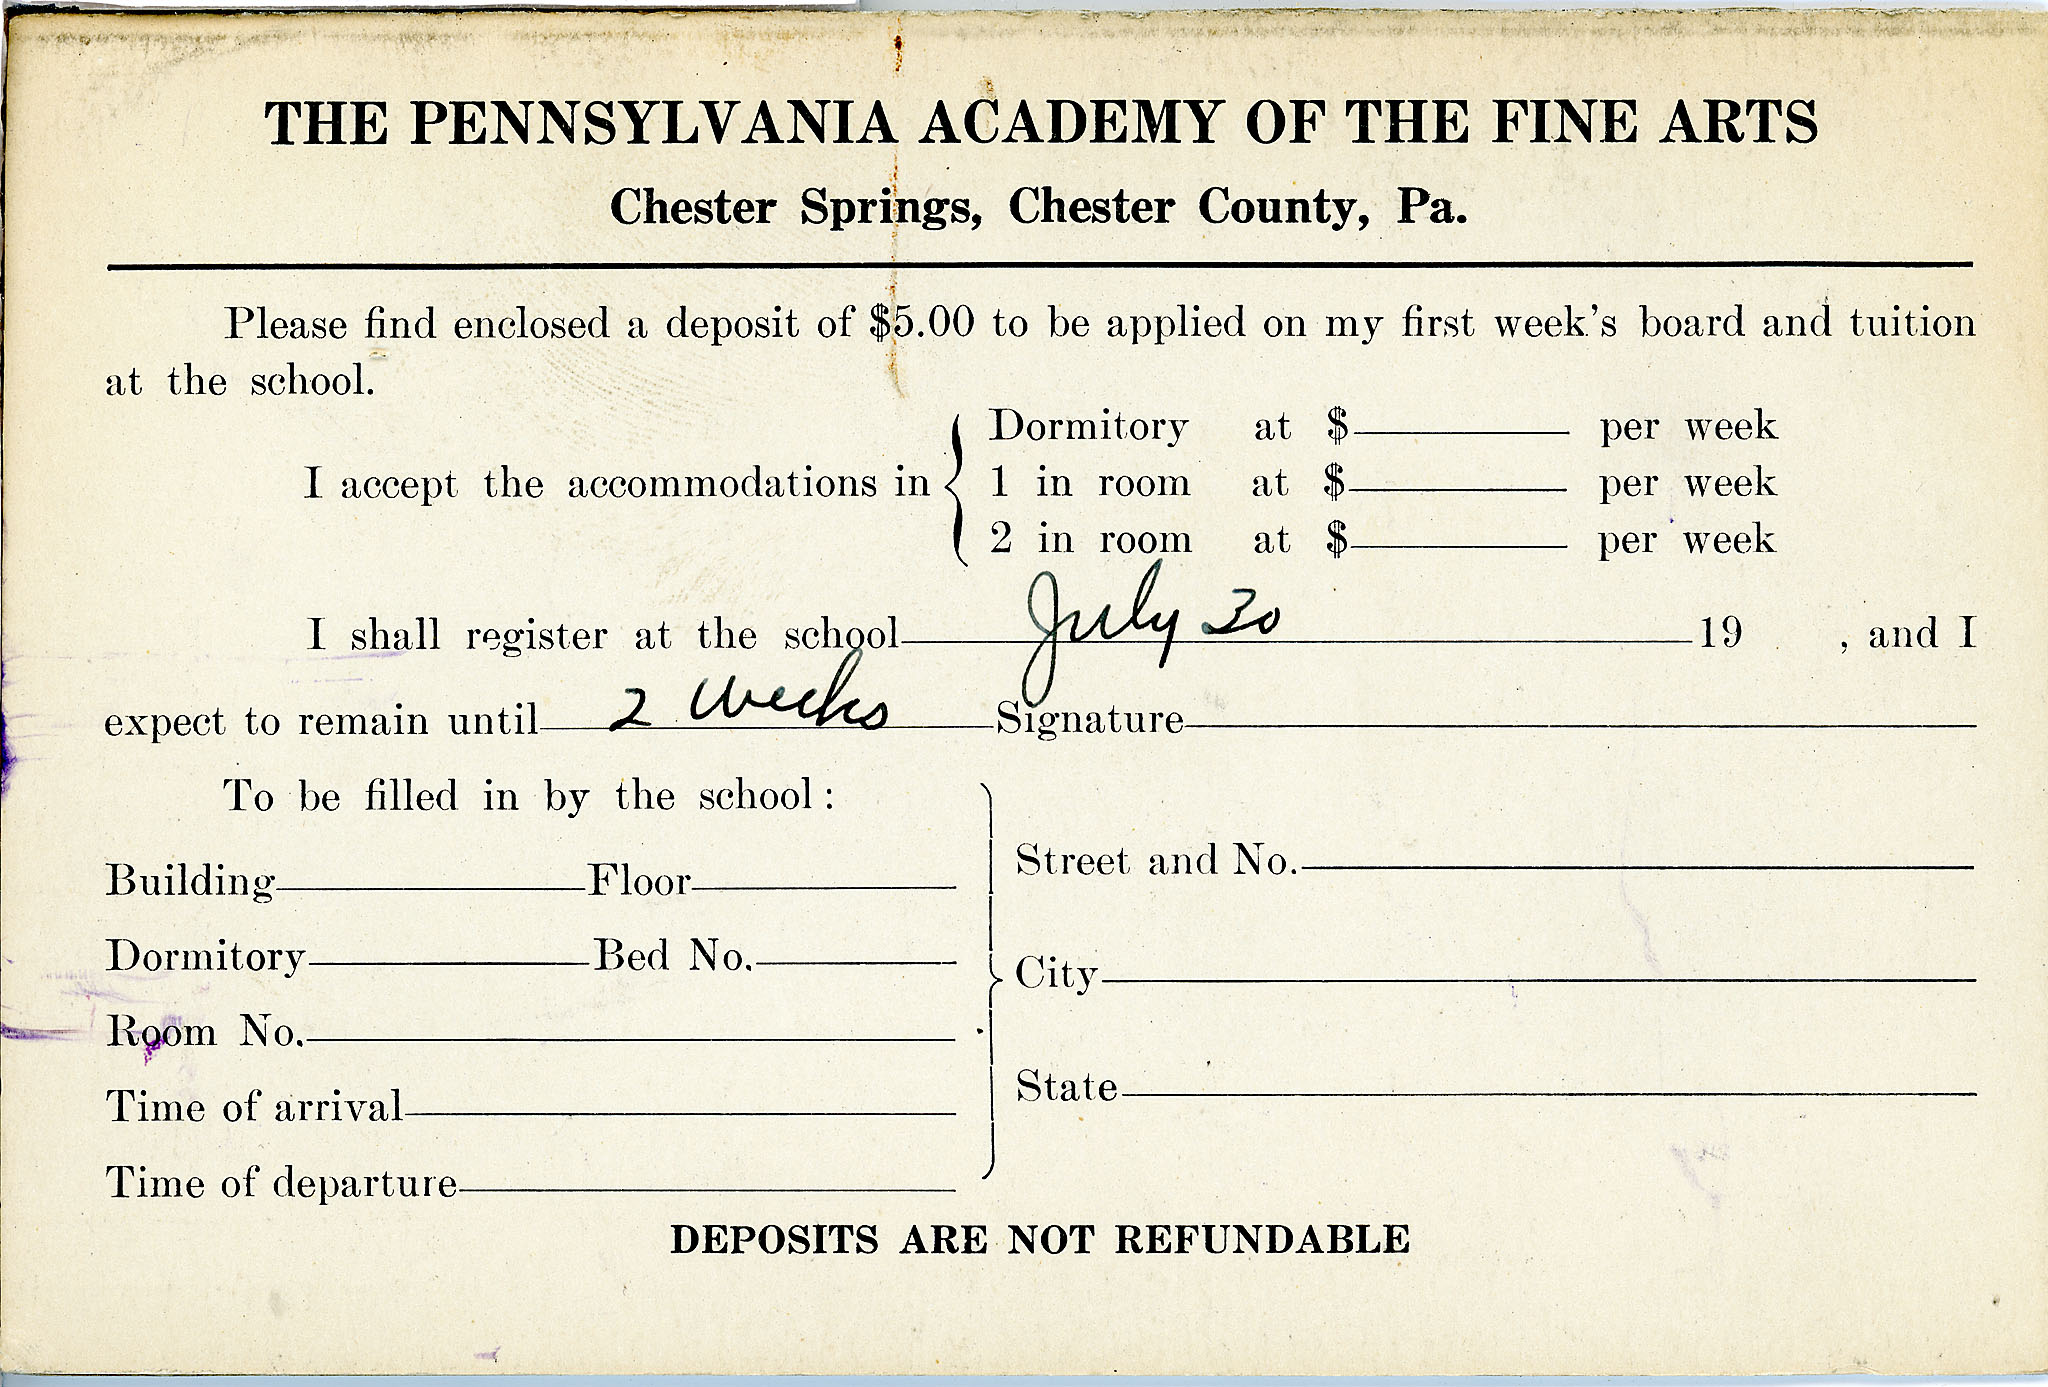 THE PENNSYLVANIA ACADEMY OF THE FINE ARTS
Chester Springs, Chester County, Pa.
Please find enclosed a deposit of $5.00 to be applied on my first week's board and tuition
at the school.
Dormitory at $ per week
I accept the accommodations in 1 in room at $ per week
2 in room at $ per week
I shall register at the school July 30 19 , and I
expect to remain until 2 weeks Signature
To be filled in by the school:
Building Floor
Street and No.
Dormitory Bed No.
City
Room No.
State
Time of arrival
Time of departure
DEPOSITS ARE NOT REFUNDABLE